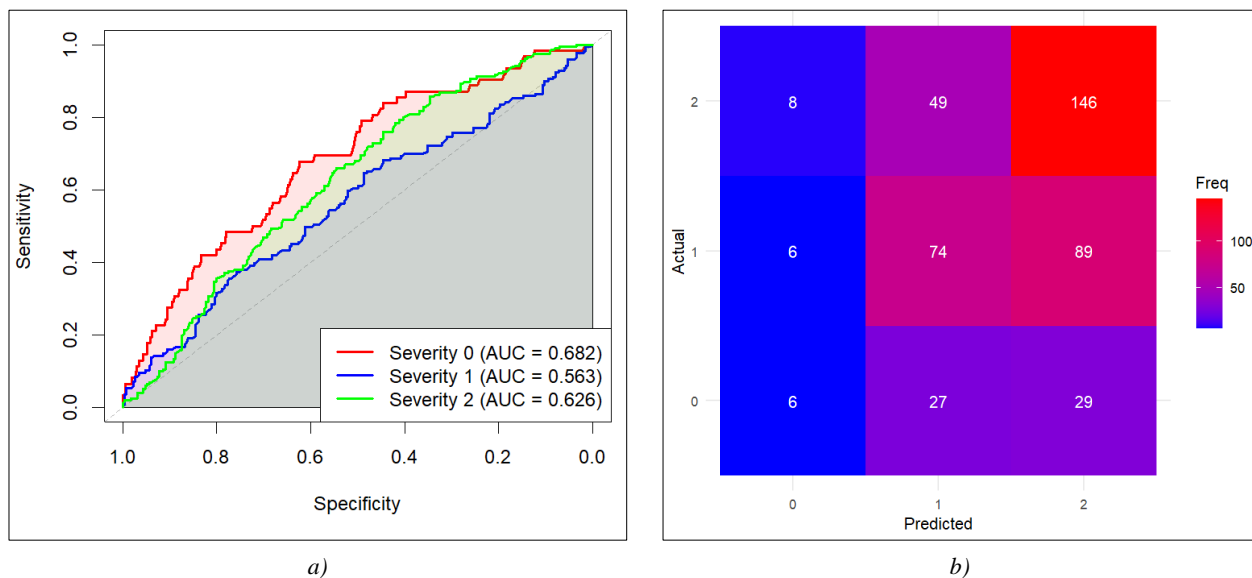 1.0
0.8
0.6
0.4
0.2
0.0
Sensitivity
Severity 0 (AUC = 0.682)
Severity 1 (AUC = 0.563)
Severity 2 (AUC = 0.626)
1.0 0.8 0.6 0.4 0.2 0.0
Specificity
a)
2 8 49 146
1 6 74 89
0 6 27 29
Actual
0 1 2
Predicted
Freq
100
50
b)